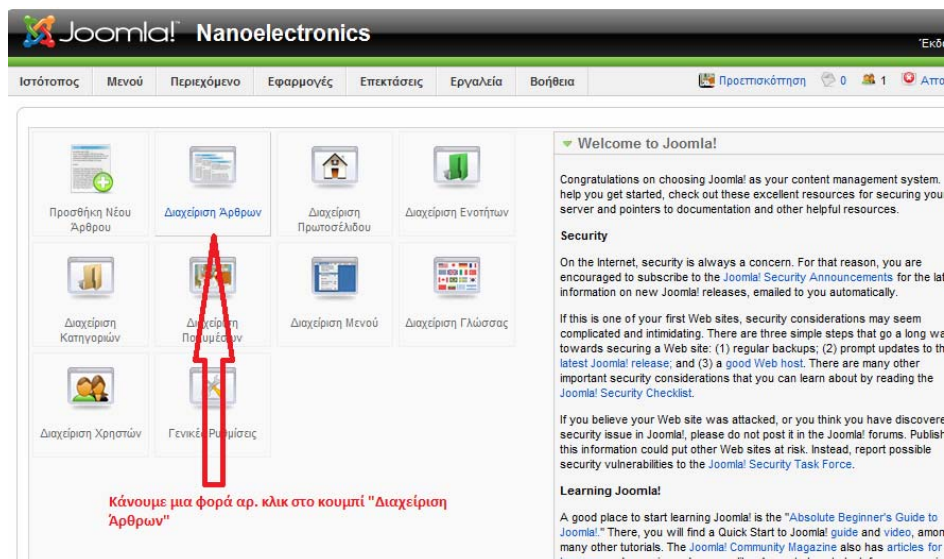 Joomla! Nanoelectronics
Ιστότοπος Μενού Περιεχόμενο Εφαρμογές Επεκτάσεις Εργαλεία Βοήθεια Προεπισκόπηση 0 1
Προσθήκη Νέου
Άρθρου
Διαχείριση Άρθρων
Διαχείριση
Πρωτοσέλιδου
Διαχείριση Ενοτήτων
Διαχείριση
Κατηγοριών
Διαχείριση
Πολυμέσων
Διαχείριση Μενού
Διαχείριση Γλώσσας
Διαχείριση Χρηστών
Γενικές Ρυθμίσεις
Κάνουμε μια φορά αρ. κλικ στο κουμπί "Διαχείριση
Άρθρων"
Welcome to Joomla!
Congratulations on choosing Joomla! as your content management system.
help you get started, check out these excellent resources for securing your
server and pointers to documentation and other helpful resources.
Security
On the Internet, security is always a concern. For that reason, you are
encouraged to subscribe to the Joomla! Security Announcements for the
information on new Joomla! releases, emailed to you automatically.
If this is one of your first Web sites, security considerations may seem
complicated and intimidating. There are three simple steps that go a long
towards securing a Web site: (1) regular backups; (2) prompt updates to
latest Joomla! release; and (3) a good Web host. There are many other
important security considerations that you can learn about by reading the
Joomla! Security Checklist.
If you believe your Web site was attacked, or you think you have
security issue in Joomla!, please do not post it in the Joomla! forums.
this information could put other Web sites at risk. Instead, report possible
security vulnerabilities to the Joomla! Security Task Force.
Learning Joomla!
A good place to start learning Joomla! is the "Absolute Beginner's Guide to
Joomla!." There, you will find a Quick Start to Joomla! guide and video,
many other tutorials. The Joomla! Community Magazine also has articles for